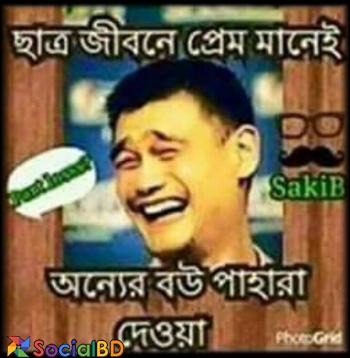 ছাত্র জীবনে প্রেম মানেই
SakiB
অন্যের বউ পাহারা
দেওয়া
SocialBD
PhotoGrid